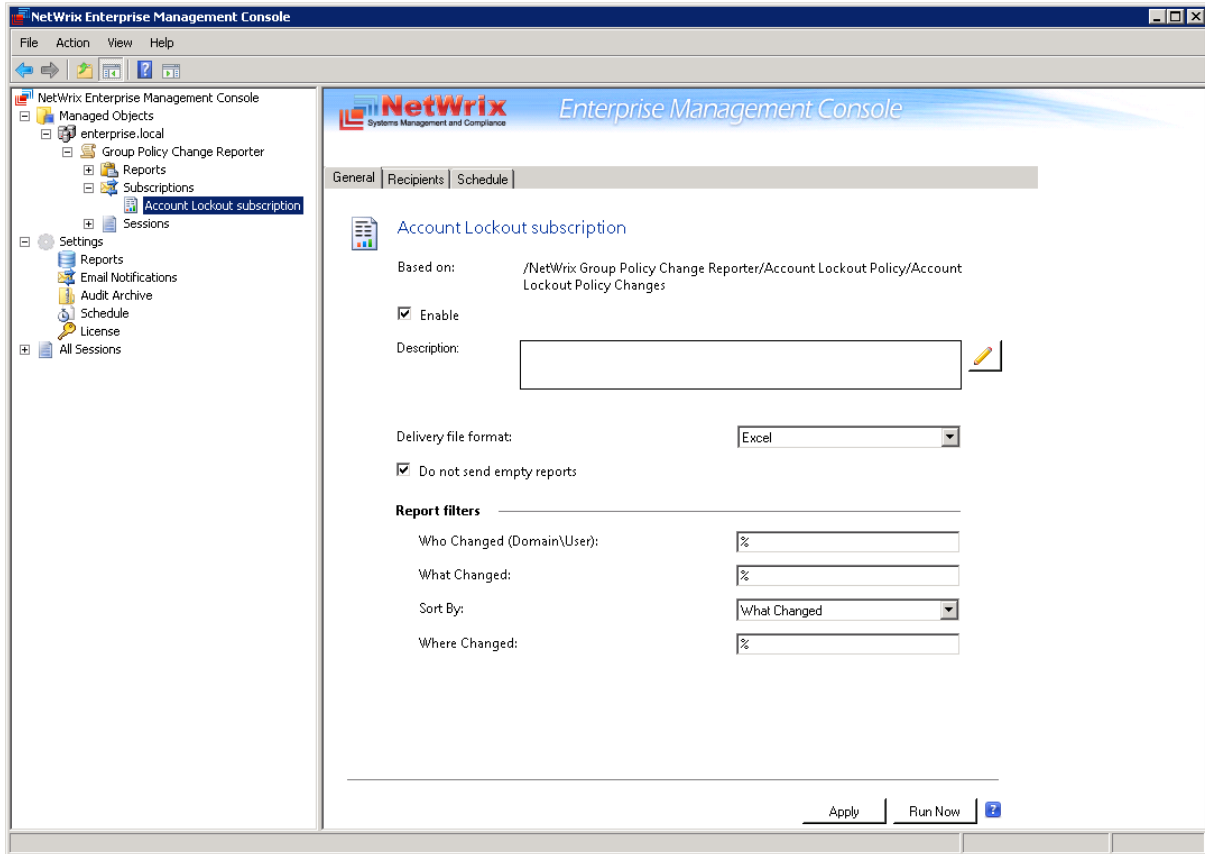 NetWrix Enterprise Management Console
File Action View Help
NetWrix Enterprise Management Console
Managed Objects
enterprise.local
Group Policy Change Reporter
Reports
Subscriptions
Account Lockout subscription
Sessions
Settings
Reports
Email Notifications
Audit Archive
Schedule
License
All Sessions
NetWrix
Systems Management and Compliance
Enterprise Management Console
General Recipients Schedule
Account Lockout subscription
Based on: /NetWrix Group Policy Change Reporter/Account Lockout Policy/Account
Lockout Policy Changes
Enable
Description:
Delivery file format: Excel
Do not send empty reports
Report filters
Who Changed (Domain\User): %
What Changed: %
Sort By: What Changed
Where Changed: %
Apply Run Now